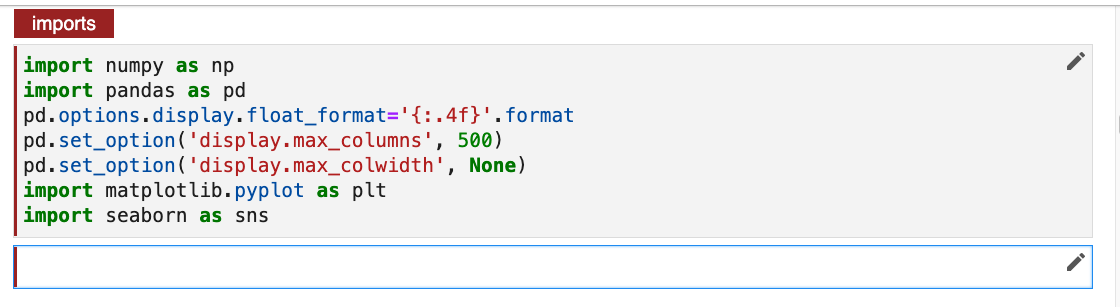 imports
import numpy as np
import pandas as pd
pd.options.display.float_format='{:.4f}'.format
pd.set_option('display.max_columns', 500)
pd.set_option('display.max_colwidth', None)
import matplotlib.pyplot as plt
import seaborn as sns